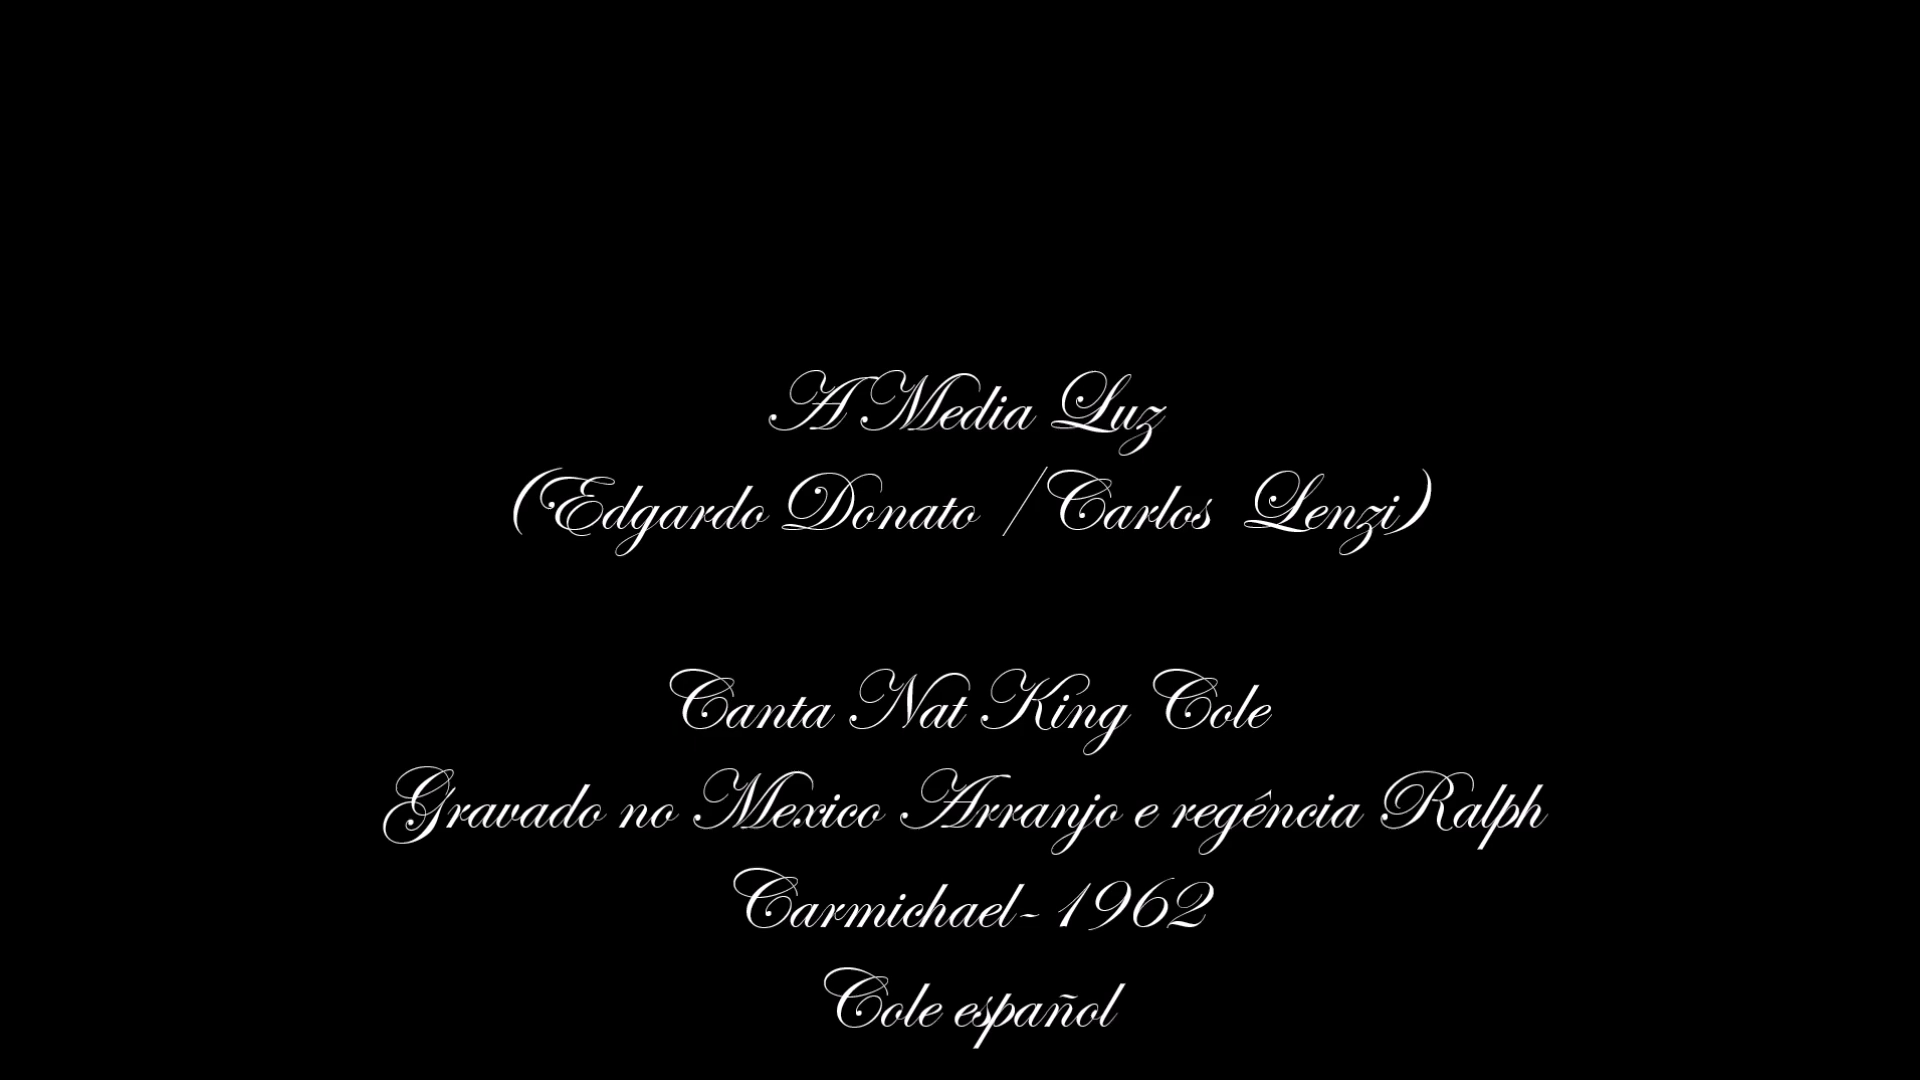 A Media Luz
(Edgardo Donato /Carlos Lenzi)
Canta Nat King Cole
Gravado no Mexico Arranjo e regência Ralph
Carmichael-1962
Cole español